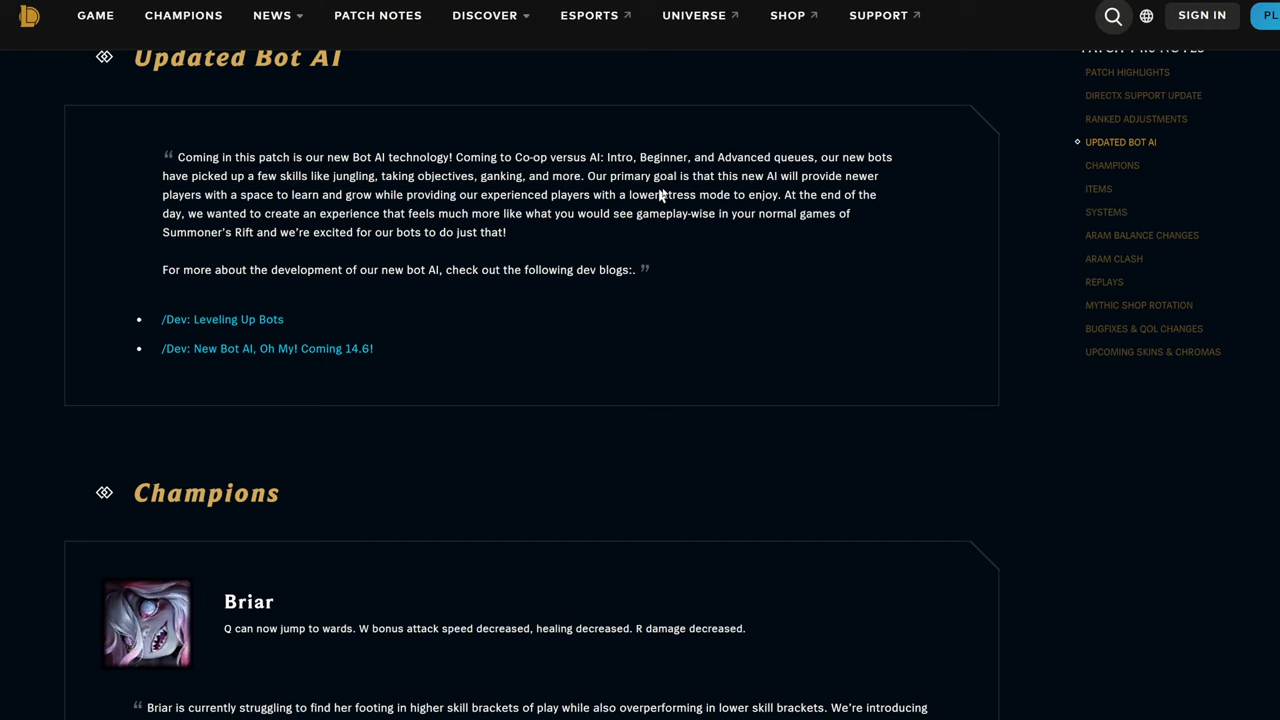 GAME CHAMPIONS NEWS PATCH NOTES DISCOVER ESPORTS UNIVERSE SHOP SUPPORT SIGN IN
Updated Bot AI
“ Coming in this patch is our new Bot AI technology! Coming to Co-op versus AI: Intro, Beginner, and Advanced queues, our new bots
have picked up a few skills like jungling, taking objectives, ganking, and more. Our primary goal is that this new AI will provide newer
players with a space to learn and grow while providing our experienced players with a lower stress mode to enjoy. At the end of the
day, we wanted to create an experience that feels much more like what you would see gameplay-wise in your normal games of
Summoner's Rift and we're excited for our bots to do just that!
For more about the development of our new bot AI, check out the following dev blogs:. ”
• /Dev: Leveling Up Bots
• /Dev: New Bot AI, Oh My! Coming 14.6!
Champions
Briar
Q can now jump to wards. W bonus attack speed decreased, healing decreased. R damage decreased.
“ Briar is currently struggling to find her footing in higher skill brackets of play while also overperforming in lower skill brackets. We're introducing
PATCH HIGHLIGHTS
DIRECTX SUPPORT UPDATE
RANKED ADJUSTMENTS
UPDATED BOT AI
CHAMPIONS
ITEMS
SYSTEMS
ARAM BALANCE CHANGES
ARAM CLASH
REPLAYS
MYTHIC SHOP ROTATION
BUGFIXES & QOL CHANGES
UPCOMING SKINS & CHROMAS